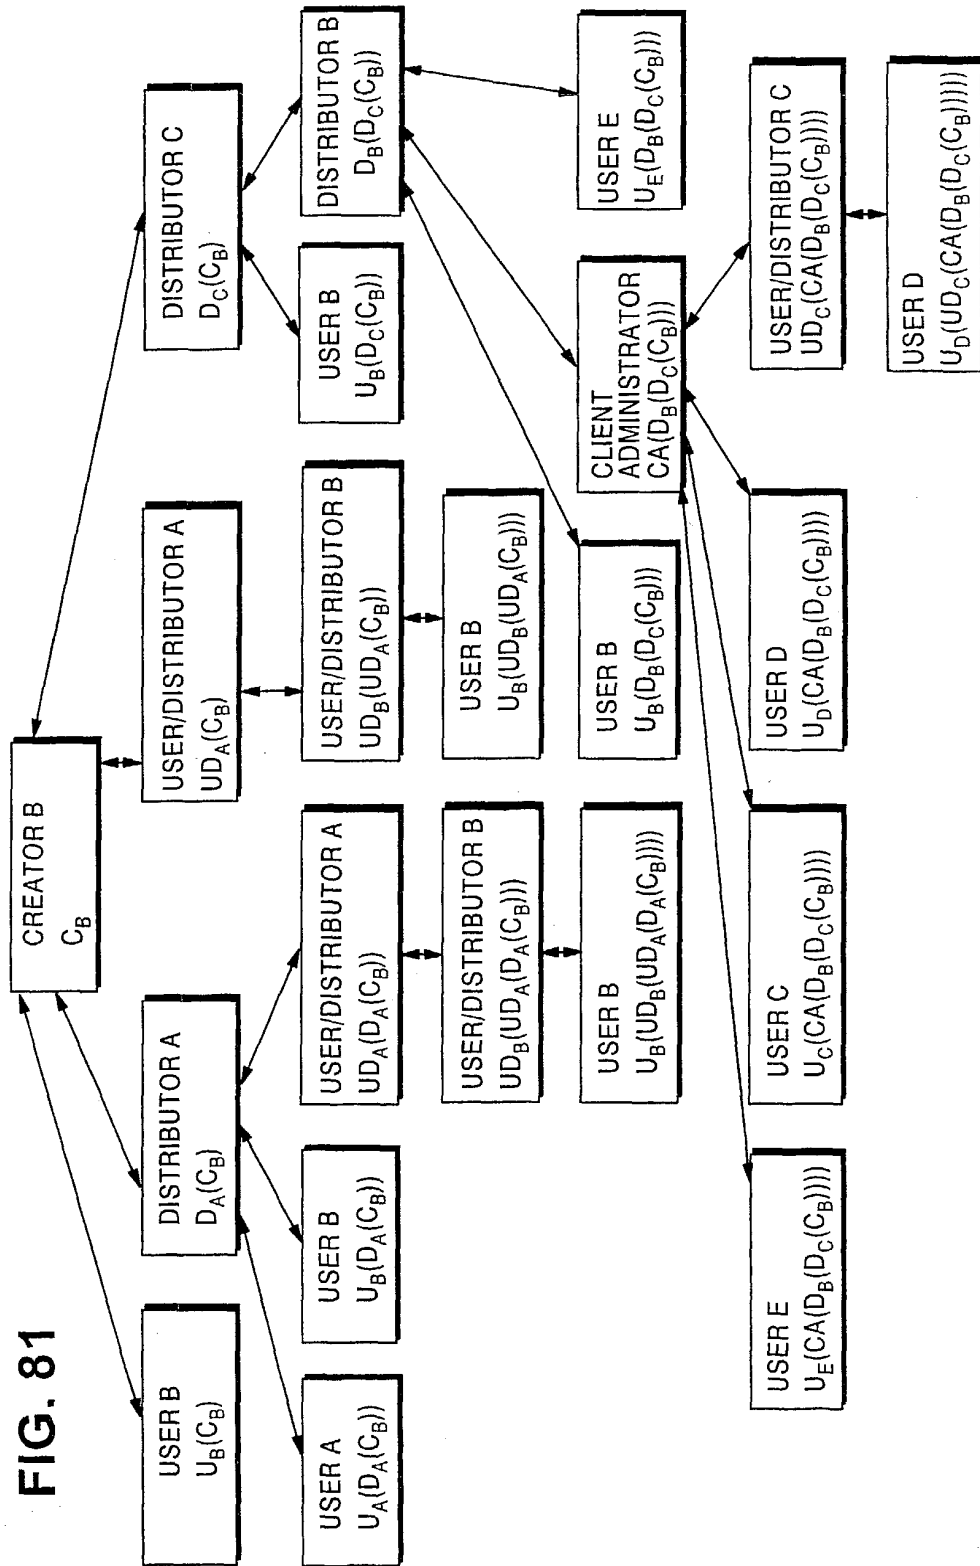 FIG. 81
CREATOR B
C_B
USER B
U_B(C_B)
DISTRIBUTOR A
D_A(C_B)
USER/DISTRIBUTOR A
UD_A(C_B)
DISTRIBUTOR C
D_C(C_B)
USER A
U_A(D_A(C_B))
USER B
U_B(D_A(C_B))
USER/DISTRIBUTOR A
UD_A(D_A(C_B))
USER/DISTRIBUTOR B
UD_B(UD_A(C_B))
USER B
U_B(D_C(C_B))
DISTRIBUTOR B
D_B(D_C(C_B))
USER/DISTRIBUTOR B
UD_B(UD_A(D_A(C_B)))
USER B
U_B(UD_B(UD_A(C_B)))
USER B
U_B(UD_B(UD_A(D_A(C_B))))
USER B
U_B(D_B(D_C(C_B)))
CLIENT
ADMINISTRATOR
CA(D_B(D_C(C_B)))
USER E
U_E(D_B(D_C(C_B)))
USER E
U_E(CA(D_B(D_C(C_B))))
USER C
U_C(CA(D_B(D_C(C_B))))
USER D
U_D(CA(D_B(D_C(C_B))))
USER/DISTRIBUTOR C
UD_C(CA(D_B(D_C(C_B))))
USER D
U_D(UD_C(CA(D_B(D_C(C_B)))))